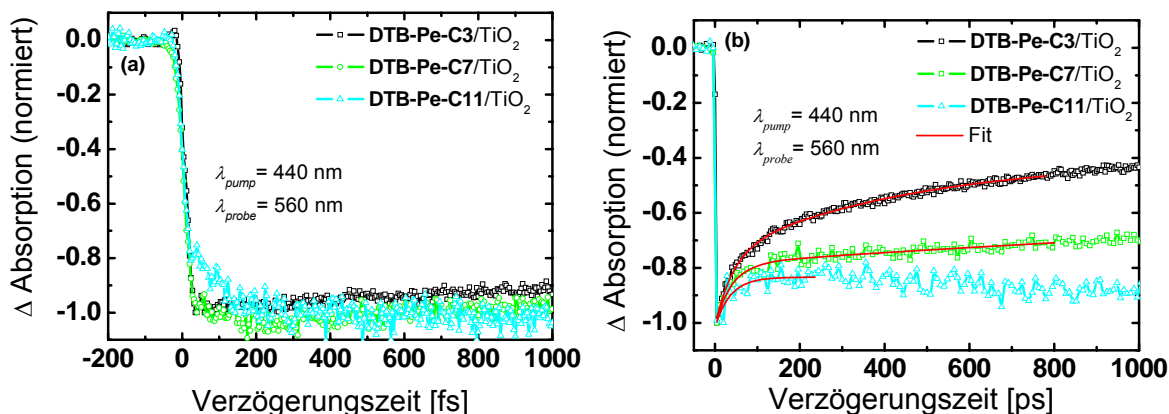 (a)
DTB-Pe-C3/TiO2
DTB-Pe-C7/TiO2
DTB-Pe-C11/TiO2
λpump= 440 nm
λprobe= 560 nm
0.0
-0.2
-0.4
-0.6
-0.8
-1.0
-200 0 200 400 600 800 1000
Δ Absorption (normiert)
Verzögerungszeit [fs]
(b)
DTB-Pe-C3/TiO2
DTB-Pe-C7/TiO2
DTB-Pe-C11/TiO2
Fit
λpump= 440 nm
λprobe= 560 nm
0.0
-0.2
-0.4
-0.6
-0.8
-1.0
0 200 400 600 800 1000
Δ Absorption (normiert)
Verzögerungszeit [ps]